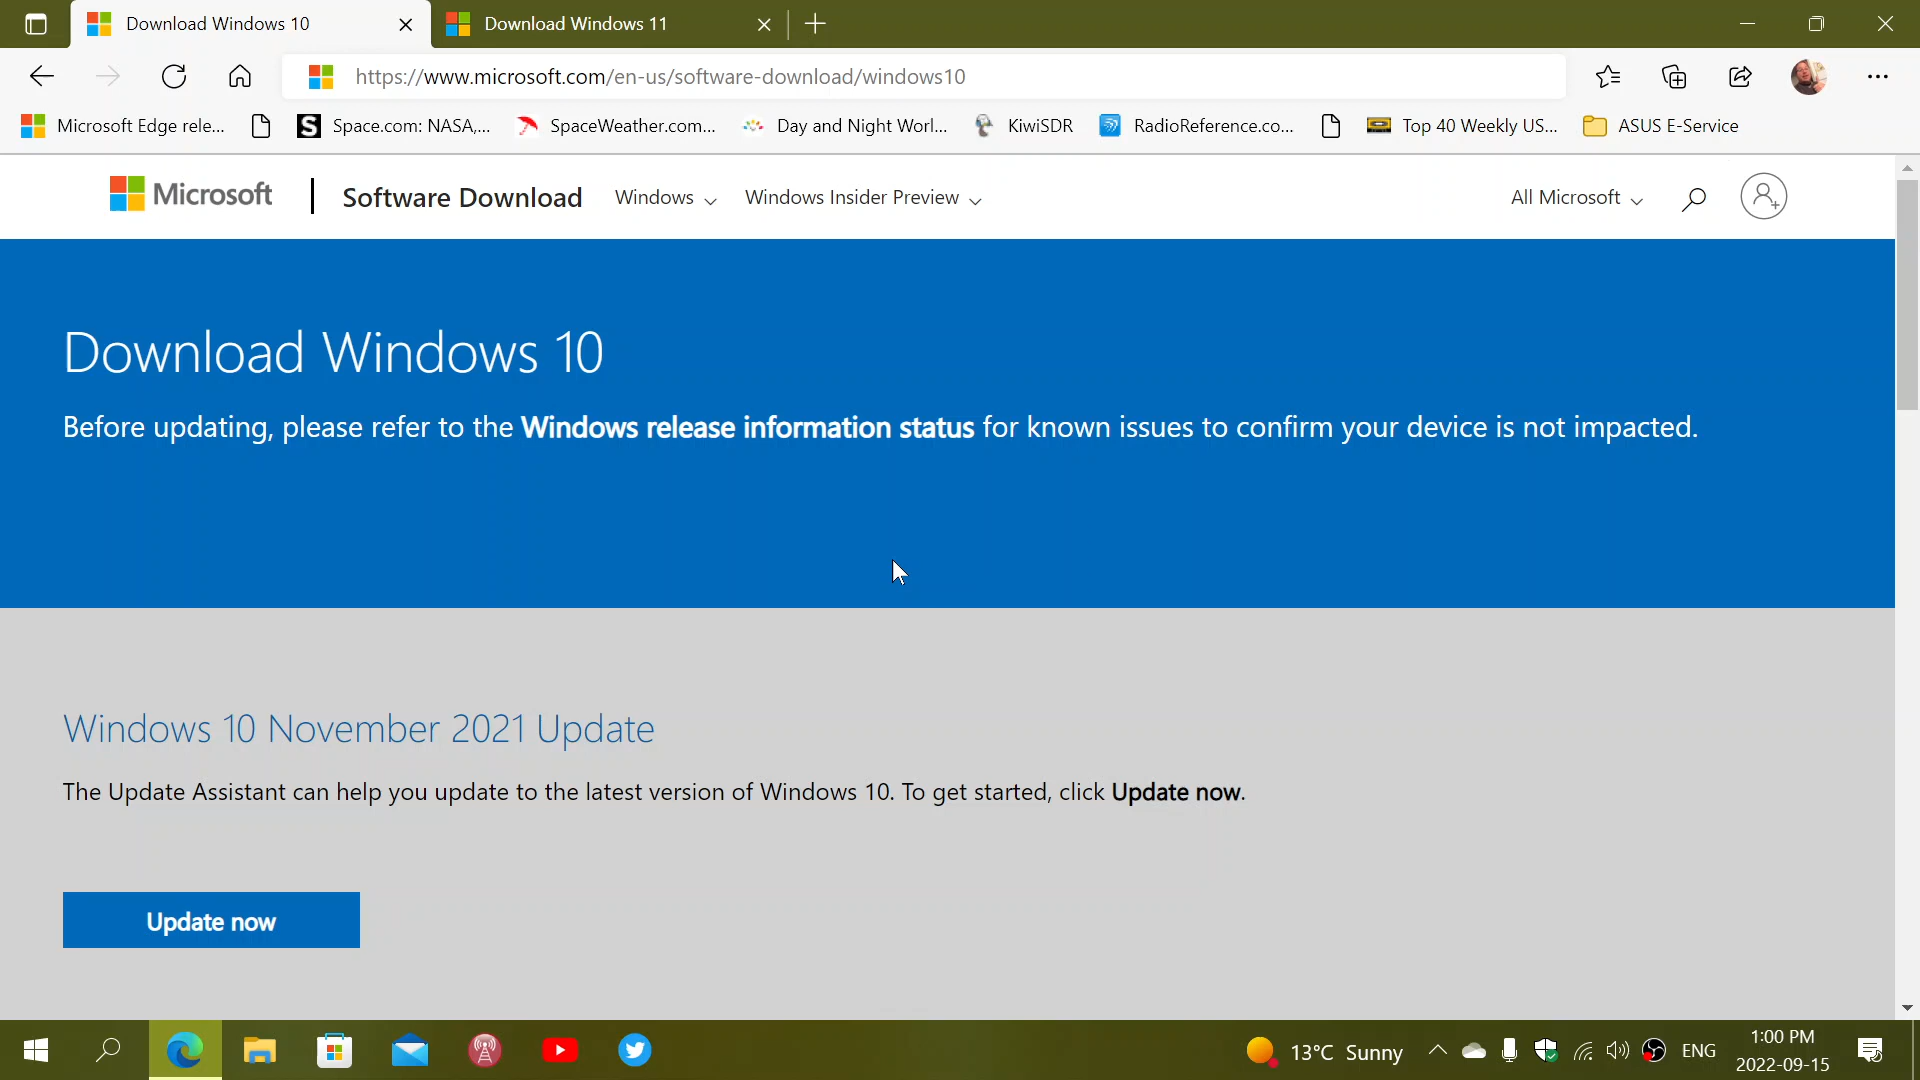 Download Windows 10
Download Windows 11
https://www.microsoft.com/en-us/software-download/windows10
Microsoft Edge rele...
S
Space.com: NASA,...
SpaceWeather.com...
Day and Night Worl...
KiwiSDR
RadioReference.co...
Top 40 Weekly US...
ASUS E-Service
Microsoft
Software Download
Windows
Windows Insider Preview
All Microsoft
Download Windows 10
Before updating, please refer to the Windows release information status for known issues to confirm your device is not impacted.
Windows 10 November 2021 Update
The Update Assistant can help you update to the latest version of Windows 10. To get started, click Update now.
Update now
13°C Sunny
ENG
1:00 PM
2022-09-15